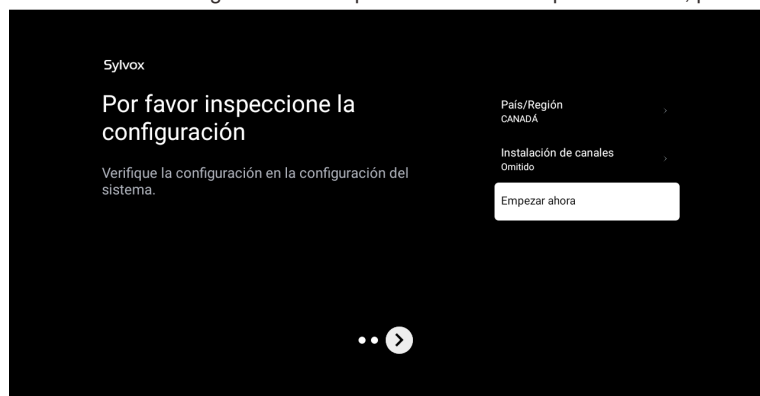 Sylvox
Por favor inspeccione la
configuración
Verifique la configuración en la configuración del
sistema.
País/Región
CANADÁ
Instalación de canales
Omitido
Empezar ahora